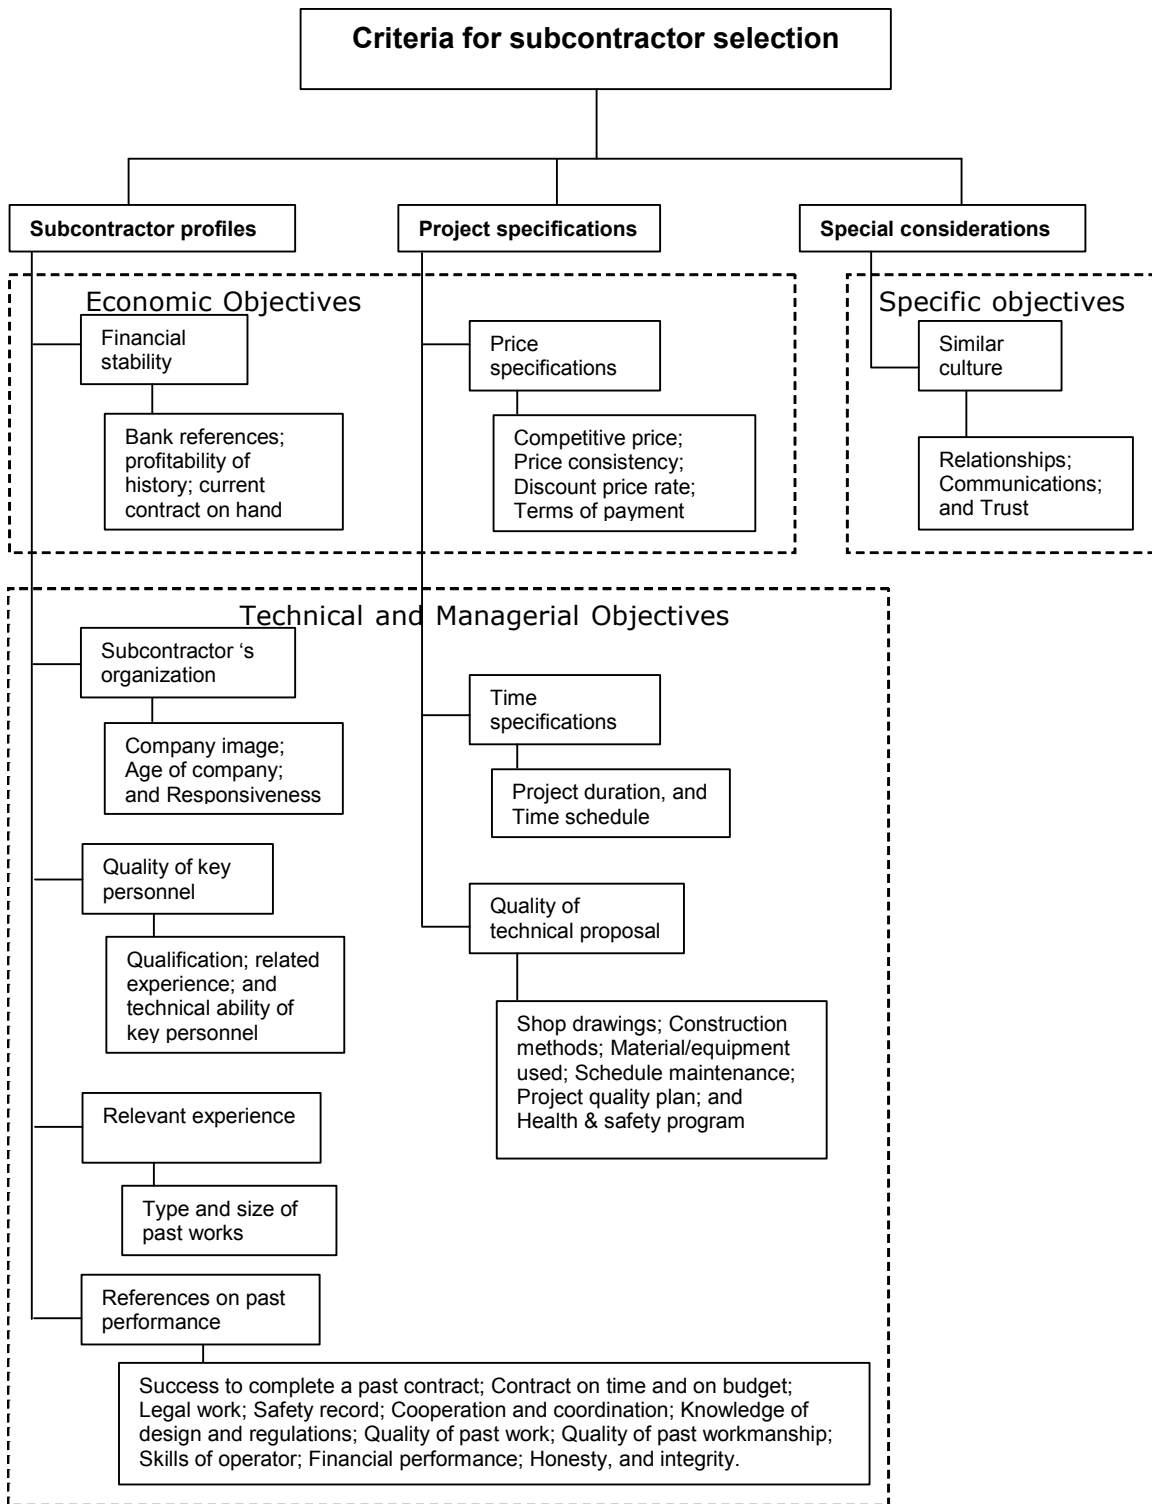 Criteria for subcontractor selection
Subcontractor profiles
Project specifications
Special considerations
Economic Objectives
Specific objectives
Financial
stability
Bank references;
profitability of
history; current
contract on hand
Price
specifications
Competitive price;
Price consistency;
Discount price rate;
Terms of payment
Similar
culture
Relationships;
Communications;
and Trust
Technical and Managerial Objectives
Subcontractor ‘s
organization
Company image;
Age of company;
and Responsiveness
Quality of key
personnel
Qualification; related
experience; and
technical ability of
key personnel
Relevant experience
Type and size of
past works
References on past
performance
Success to complete a past contract; Contract on time and on budget;
Legal work; Safety record; Cooperation and coordination; Knowledge of
design and regulations; Quality of past work; Quality of past workmanship;
Skills of operator; Financial performance; Honesty, and integrity.
Time
specifications
Project duration, and
Time schedule
Quality of
technical proposal
Shop drawings; Construction
methods; Material/equipment
used; Schedule maintenance;
Project quality plan; and
Health & safety program